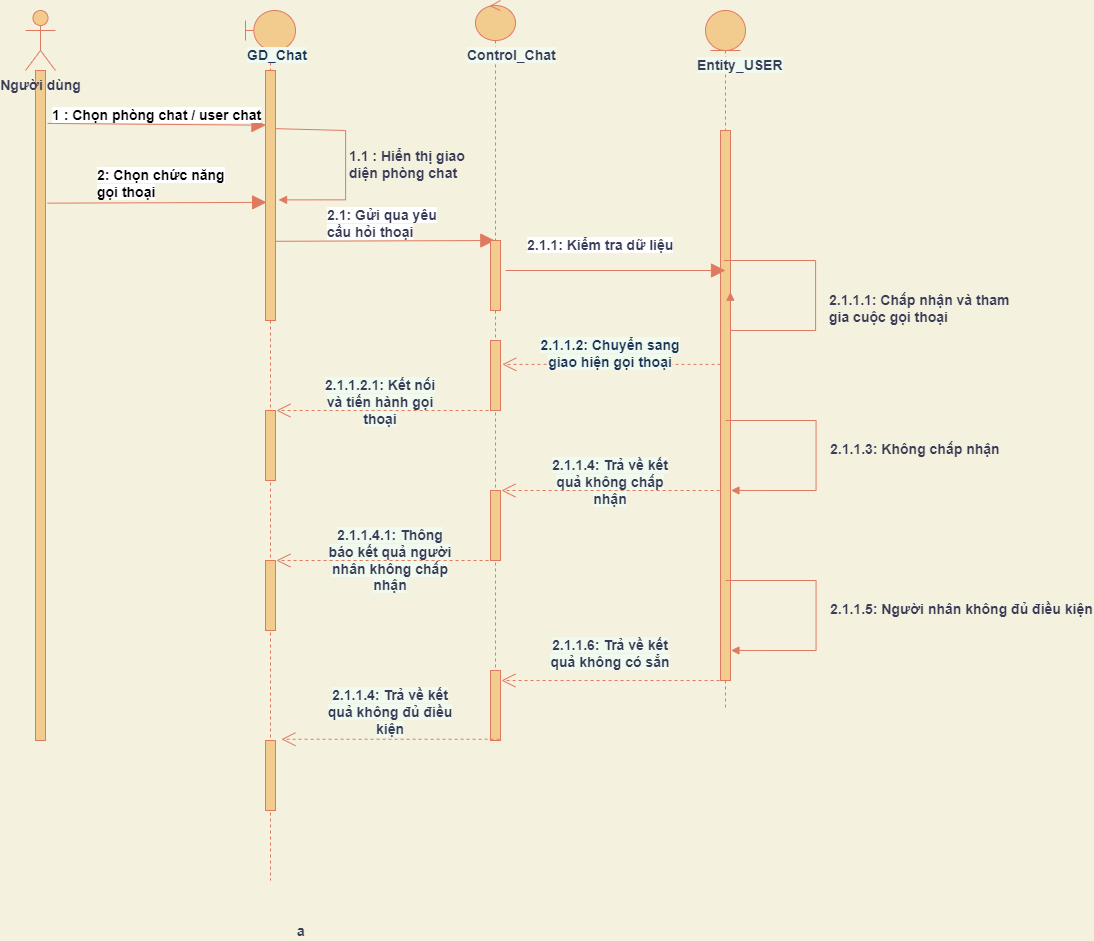 GD_Chat
Control_Chat
Entity_USER
Người dùng
1 : Chọn phòng chat / user chat
1.1 : Hiển thị giao
diện phòng chat
2: Chọn chức năng
gọi thoại
2.1: Gửi qua yêu
cầu hỏi thoại
2.1.1: Kiểm tra dữ liệu
2.1.1.1: Chấp nhận và tham
gia cuộc gọi thoại
2.1.1.2: Chuyển sang
giao hiện gọi thoại
2.1.1.2.1: Kết nối
và tiến hành gọi
thoại
2.1.1.3: Không chấp nhận
2.1.1.4: Trả về kết
quả không chấp
nhận
2.1.1.4.1: Thông
báo kết quả người
nhân không chấp
nhận
2.1.1.5: Người nhân không đủ điều kiện
2.1.1.6: Trả về kết
quả không có sẳn
2.1.1.4: Trả về kết
quả không đủ điều
kiện
a